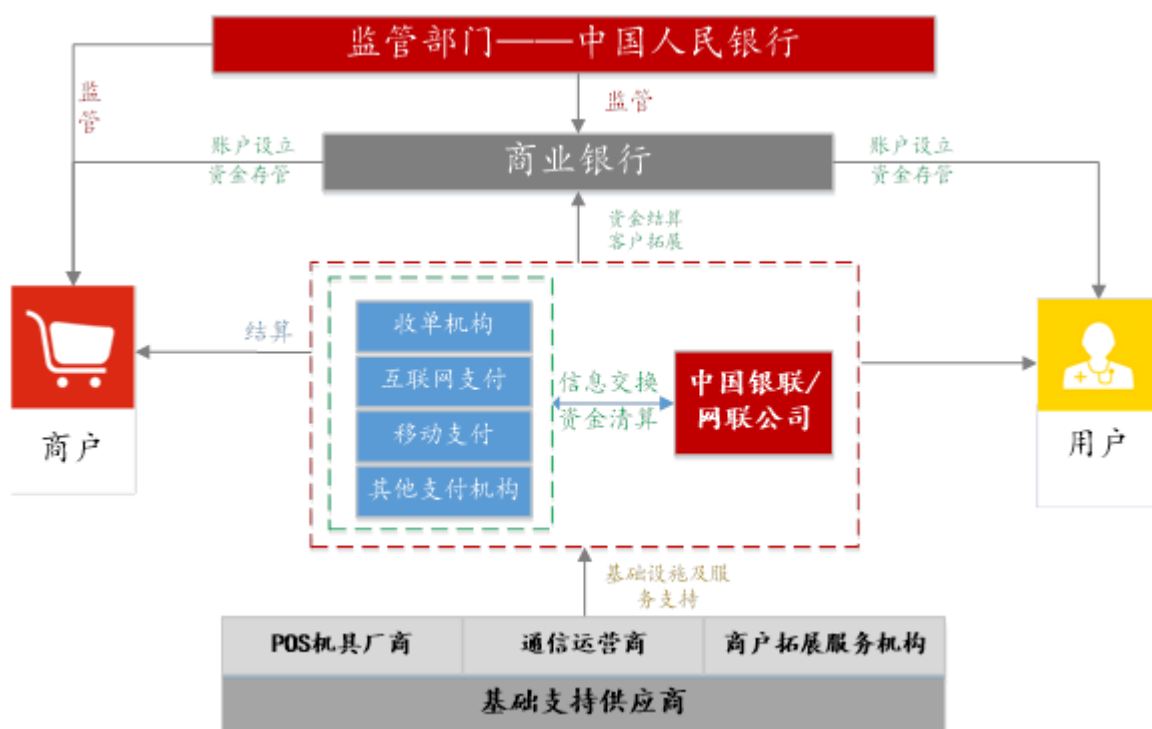 监管部门——中国人民银行
监
管
监管
账户设立
资金存管
商业银行
账户设立
资金存管
资金结算
客户拓展
收单机构
结算
互联网支付
信息交换
资金清算
中国银联/
网联公司
移动支付
其他支付机构
商户
用户
基础设施及服
务支持
POS机具厂商
通信运营商
商户拓展服务机构
基础支持供应商